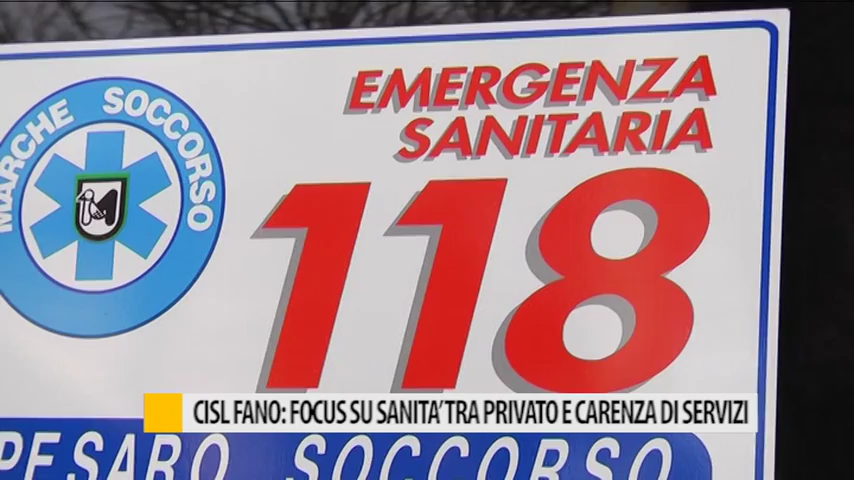 MARCHE SOCCORSO
EMERGENZA
SANITARIA
118
CISL FANO: FOCUS SU SANITA' TRA PRIVATO E CARENZA DI SERVIZI
PESARO SOCCORSO